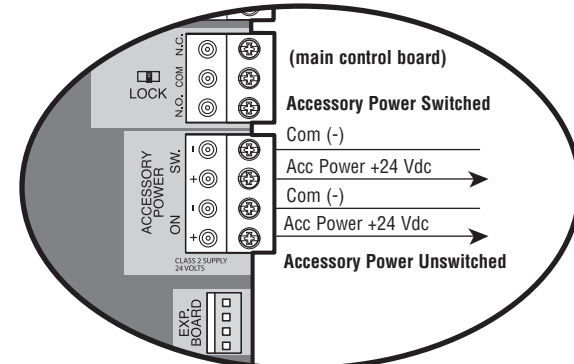 N.C.
COM
N.O.
LOCK
(main control board)
Accessory Power Switched
Com (-)
Acc Power +24 Vdc
Com (-)
Acc Power +24 Vdc
Accessory Power Unswitched
ACCESSORY
POWER
SW.
ON
-
+
-
+
CLASS 2 SUPPLY
24 VOLTS
EXP.
BOARD